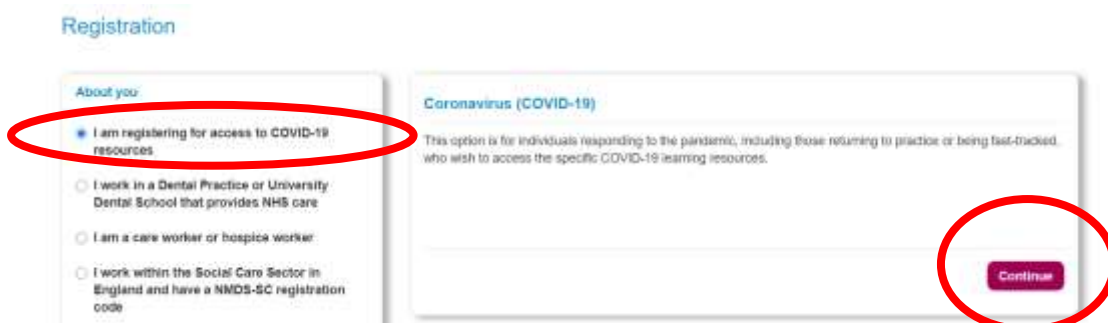 Registration
About you
I am registering for access to COVID-19
resources
I work in a Dental Practice or University
Dental School that provides NHS care
I am a care worker or hospice worker
I work within the Social Care Sector in
England and have a NMDS-SC registration
code
Coronavirus (COVID-19)
This option is for individuals responding to the pandemic, including those returning to practice or being fast-tracked,
who wish to access the specific COVID-19 learning resources.
Continue